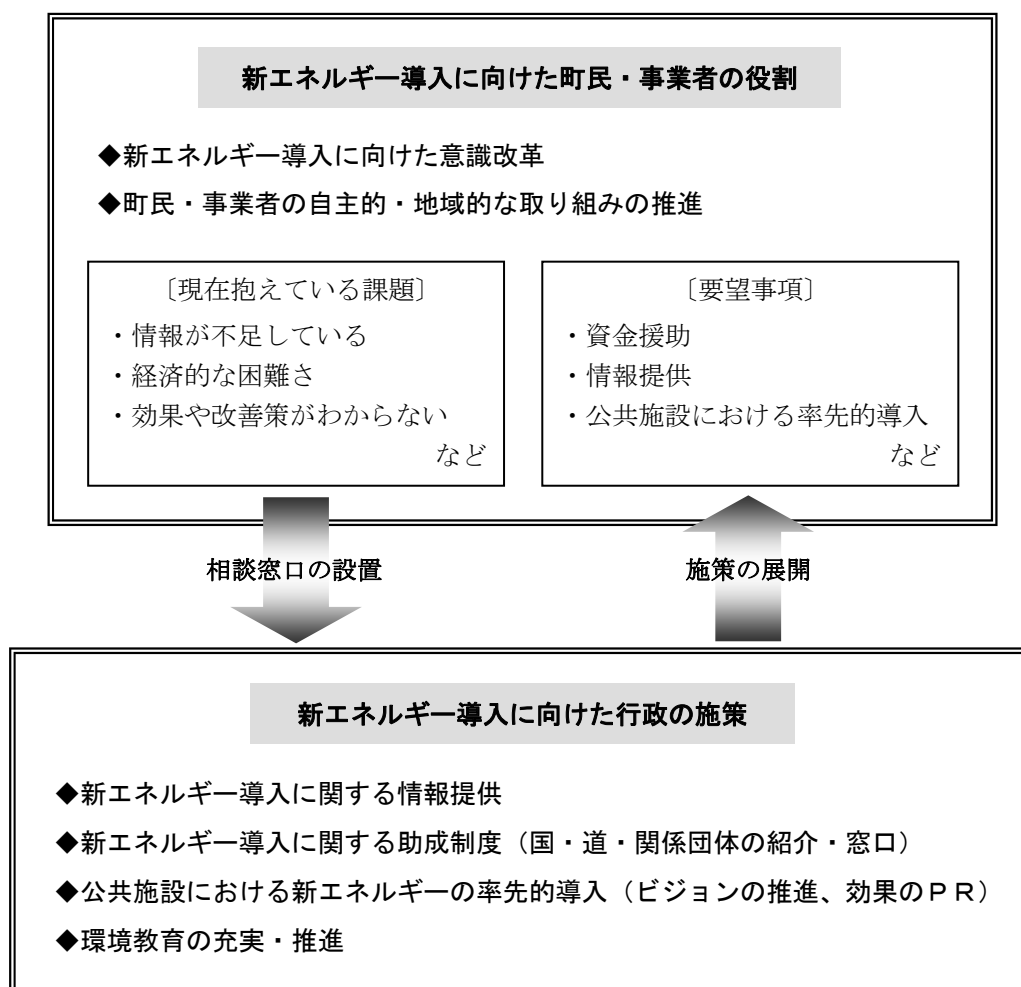 新エネルギー導入に向けた町民・事業者の役割
◆新エネルギー導入に向けた意識改革
◆町民・事業者の自主的・地域的な取り組みの推進
〔現在抱えている課題〕
・情報が不足している
・経済的な困難さ
・効果や改善策がわからない
など
〔要望事項〕
・資金援助
・情報提供
・公共施設における率先的導入
など
相談窓口の設置
施策の展開
新エネルギー導入に向けた行政の施策
◆新エネルギー導入に関する情報提供
◆新エネルギー導入に関する助成制度（国・道・関係団体の紹介・窓口）
◆公共施設における新エネルギーの率先的導入（ビジョンの推進、効果のＰＲ）
◆環境教育の充実・推進